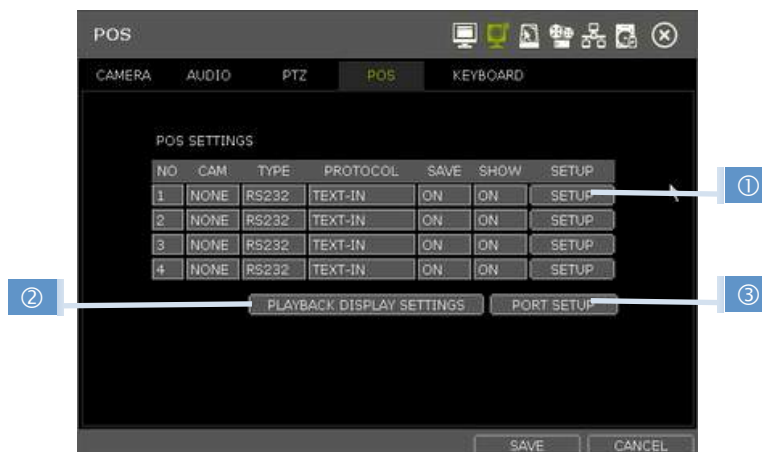 POS
CAMERA AUDIO PTZ POS KEYBOARD
POS SETTINGS
NO CAM TYPE PROTOCOL SAVE SHOW SETUP
1 NONE RS232 TEXT-IN ON ON SETUP
①
2 NONE RS232 TEXT-IN ON ON SETUP
3 NONE RS232 TEXT-IN ON ON SETUP
4 NONE RS232 TEXT-IN ON ON SETUP
②
PLAYBACK DISPLAY SETTINGS PORT SETUP
③
SAVE CANCEL